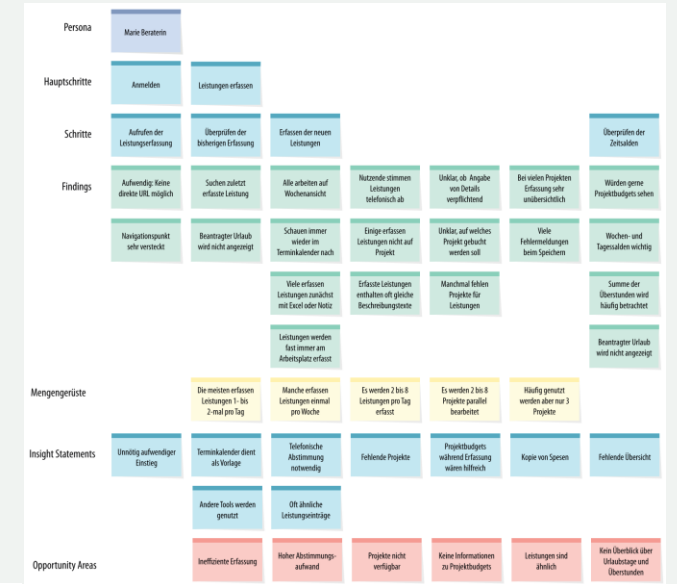 Persona
Marie Beraterin
Hauptschritte
Anmelden
Leistungen erfassen
Schritte
Aufrufen der
Leistungserfassung
Überprüfen der
bisherigen Erfassung
Erfassen der neuen
Leistungen
Überprüfen der
Zeitsalden
Findings
Aufwendig: Keine
direkte URL möglich
Suchen zuletzt
erfasste Leistung
Alle arbeiten auf
Wochenansicht
Nutzende stimmen
Leistungen
telefonisch ab
Unklar, ob Angabe
von Details
verpflichtend
Bei vielen Projekten
Erfassung sehr
unübersichtlich
Würden gerne
Projektbudgets sehen
Navigationspunkt
sehr versteckt
Beantragter Urlaub
wird nicht angezeigt
Schauen immer
wieder im
Terminkalender nach
Einige erfassen
Leistungen nicht auf
Projekt
Unklar, auf welches
Projekt gebucht
werden soll
Viele
Fehlermeldungen
beim Speichern
Wochen- und
Tagessalden wichtig
Viele erfassen
Leistungen zunächst
mit Excel oder Notiz
Erfasste Leistungen
enthalten oft gleiche
Beschreibungstexte
Manchmal fehlen
Projekte für
Leistungen
Summe der
Überstunden wird
häufig betrachtet
Leistungen werden
fast immer am
Arbeitsplatz erfasst
Beantragter Urlaub
wird nicht angezeigt
Mengengerüste
Die meisten erfassen
Leistungen 1- bis
2-mal pro Tag
Manche erfassen
Leistungen einmal
pro Woche
Es werden 2 bis 8
Leistungen pro Tag
erfasst
Es werden 2 bis 8
Projekte parallel
bearbeitet
Häufig genutzt
werden aber nur 3
Projekte
Insight Statements
Unnötig aufwendiger
Einstieg
Terminkalender dient
als Vorlage
Telefonische
Abstimmung
notwendig
Fehlende Projekte
Projektbudgets
während Erfassung
wären hilfreich
Kopie von Spesen
Fehlende Übersicht
Andere Tools werden
genutzt
Oft ähnliche
Leistungseinträge
Opportunity Areas
Ineffiziente Erfassung
Hoher Abstimmungs-
aufwand
Projekte nicht
verfügbar
Keine Informationen
zu Projektbudgets
Leistungen sind
ähnlich
Kein Überblick über
Urlaubstage und
Überstunden